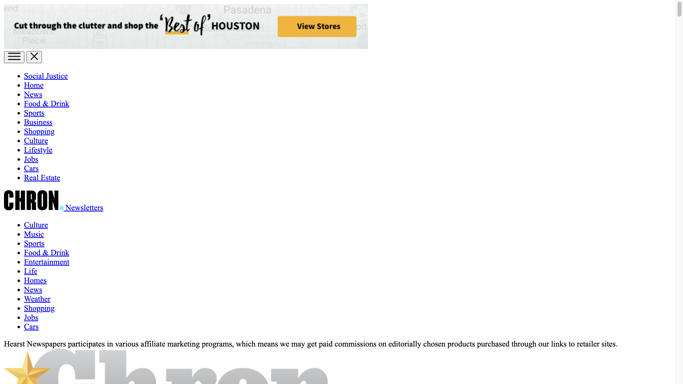 Pasadena
Cut through the clutter and shop the 'Best of' HOUSTON
View Stores
Place
Social Justice
Home
News
Food & Drink
Sports
Business
Shopping
Culture
Lifestyle
Jobs
Cars
Real Estate
CHRON Newsletters
Culture
Music
Sports
Food & Drink
Entertainment
Life
Homes
News
Weather
Shopping
Jobs
Cars
Hearst Newspapers participates in various affiliate marketing programs, which means we may get paid commissions on editorially chosen products purchased through our links to retailer sites.
Chron